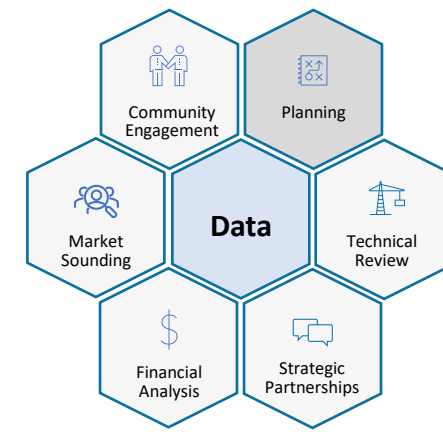 Community
Engagement
Planning
Market
Sounding
Data
Technical
Review
Financial
Analysis
Strategic
Partnerships